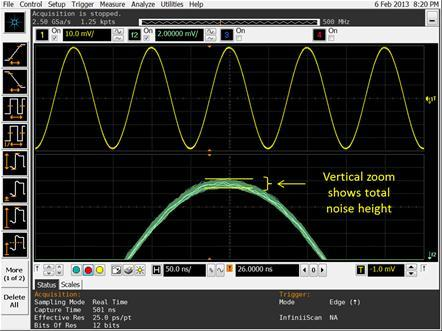 File Control Setup Trigger Measure Analyze Utilities Help 6 Feb 2013 8:20 PM
Acquisition is stopped.
2.50 GSa/s 1.25 kpts
500 MHz
1 On 10.0 mV/ f2 On 2.00000 mV/ 3 On 4 On
Vertical zoom
shows total
noise height
More
(1 of 2)
Delete
All
H 50.0 ns/ T 26.0000 ns 0 T -1.0 mV
Status Scales
Acquisition:
Sampling Mode Real Time
Capture Time 501 ns
Effective Res 25.0 ps/pt
Bits Of Res 12 bits
Trigger:
Mode Edge (↑)
InfiniiScan NA